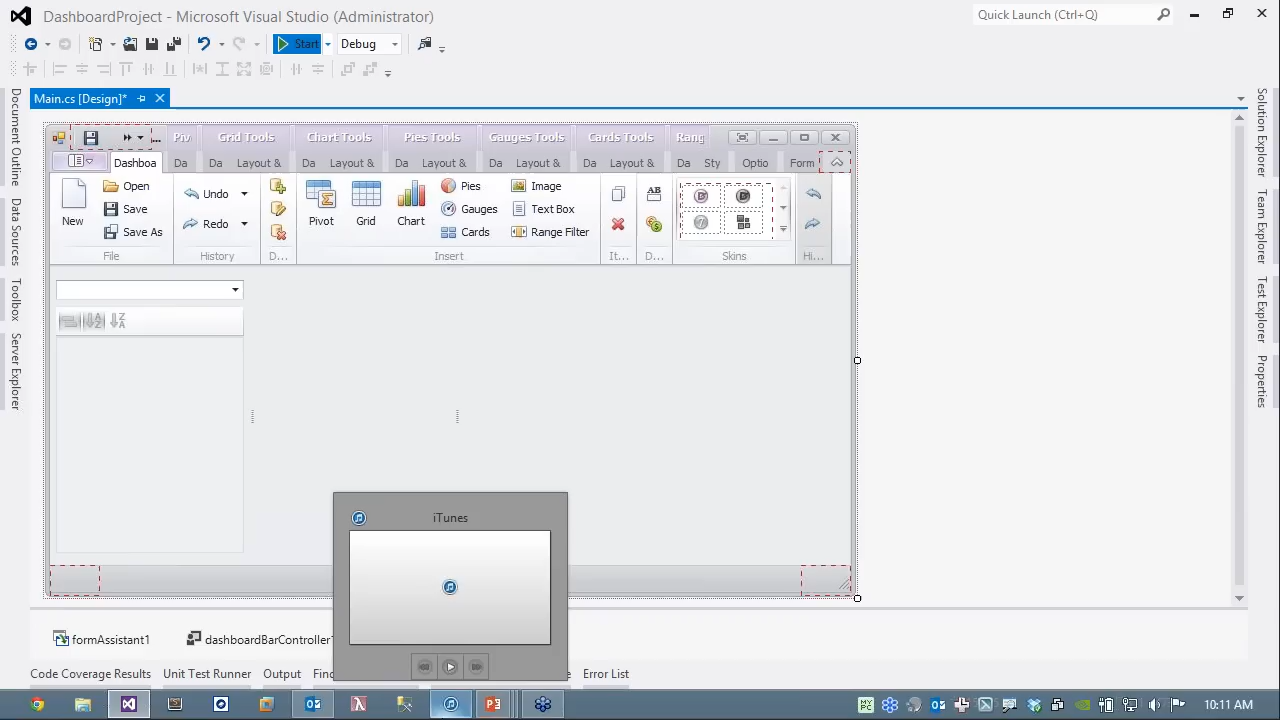 DashboardProject - Microsoft Visual Studio (Administrator)
Quick Launch (Ctrl+Q)
Start
Debug
Main.cs [Design]*
Piv
Grid Tools
Chart Tools
Pies Tools
Gauges Tools
Cards Tools
Rang
Dashboa
Da
Da
Layout &
Da
Layout &
Da
Layout &
Da
Layout &
Da
Layout &
Da
Sty
Optio
Form
New
Open
Save
Save As
File
Undo
Redo
History
D...
Pivot
Grid
Chart
Pies
Gauges
Cards
Image
Text Box
Range Filter
Insert
It...
AB
D...
Skins
Hi...
A
Z
Z
A
Document Outline
Data Sources
Toolbox
Server Explorer
Solution Explorer
Team Explorer
Test Explorer
Properties
iTunes
formAssistant1
dashboardBarController
Code Coverage Results
Unit Test Runner
Output
Fin
e
Error List
10:11 AM